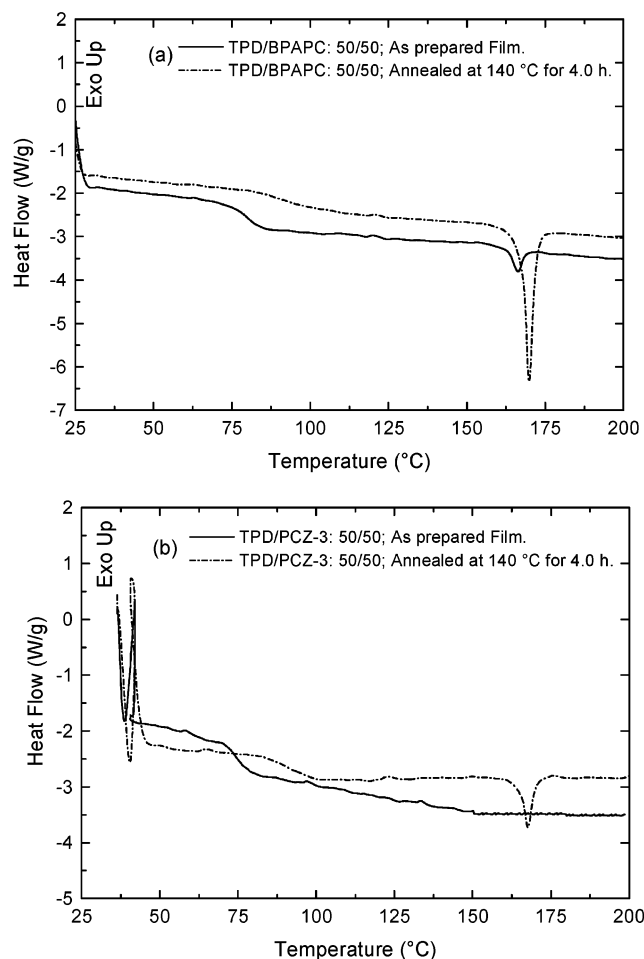 2
1
0
-1
-2
-3
-4
-5
-6
-7
Heat Flow (W/g)
Exo Up
(a)
TPD/BPAPC: 50/50; As prepared Film.
TPD/BPAPC: 50/50; Annealed at 140 °C for 4.0 h.
25 50 75 100 125 150 175 200
Temperature (°C)
2
1
0
-1
-2
-3
-4
-5
Heat Flow (W/g)
Exo Up
(b)
TPD/PCZ-3: 50/50; As prepared Film.
TPD/PCZ-3: 50/50; Annealed at 140 °C for 4.0 h.
25 50 75 100 125 150 175 200
Temperature (°C)